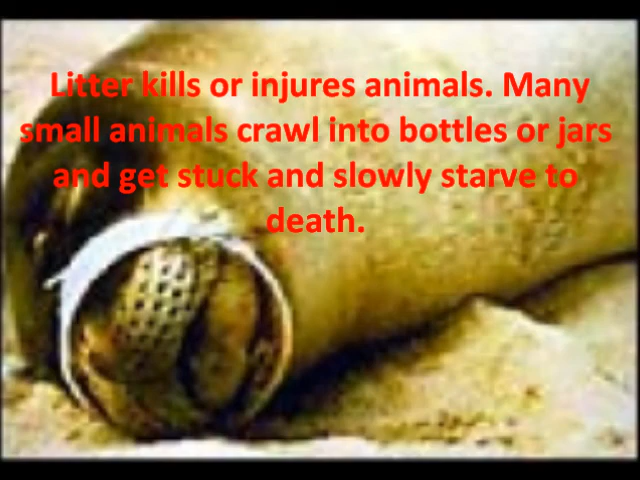 Litter kills or injures animals. Many
small animals crawl into bottles or jars
and get stuck and slowly starve to
death.